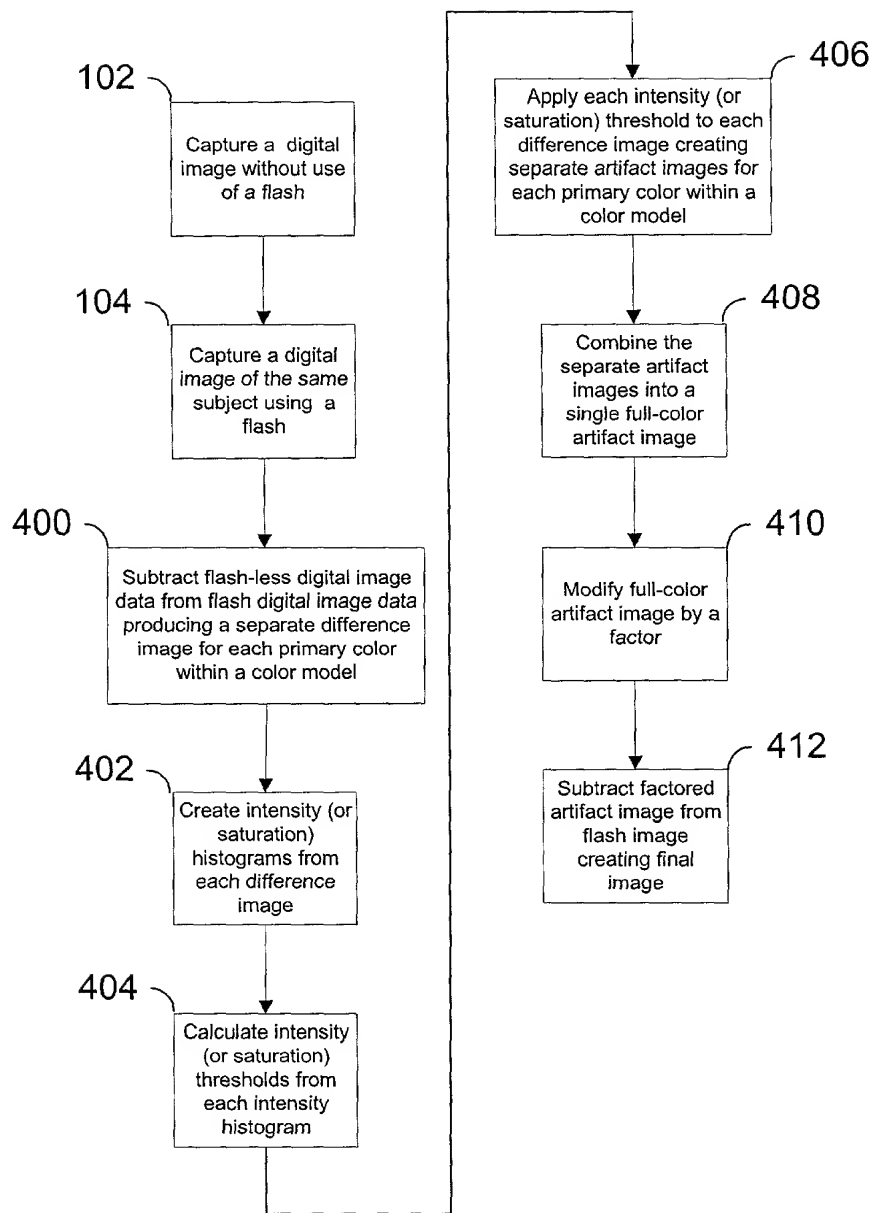 102
Capture a digital
image without use
of a flash
104
Capture a digital
image of the same
subject using a
flash
400
Subtract flash-less digital image
data from flash digital image data
producing a separate difference
image for each primary color
within a color model
402
Create intensity (or
saturation)
histograms from
each difference
image
404
Calculate intensity
(or saturation)
thresholds from
each intensity
histogram
406
Apply each intensity (or
saturation) threshold to each
difference image creating
separate artifact images for
each primary color within a
color model
408
Combine the
separate artifact
images into a
single full-color
artifact image
410
Modify full-color
artifact image by a
factor
412
Subtract factored
artifact image from
flash image
creating final
image